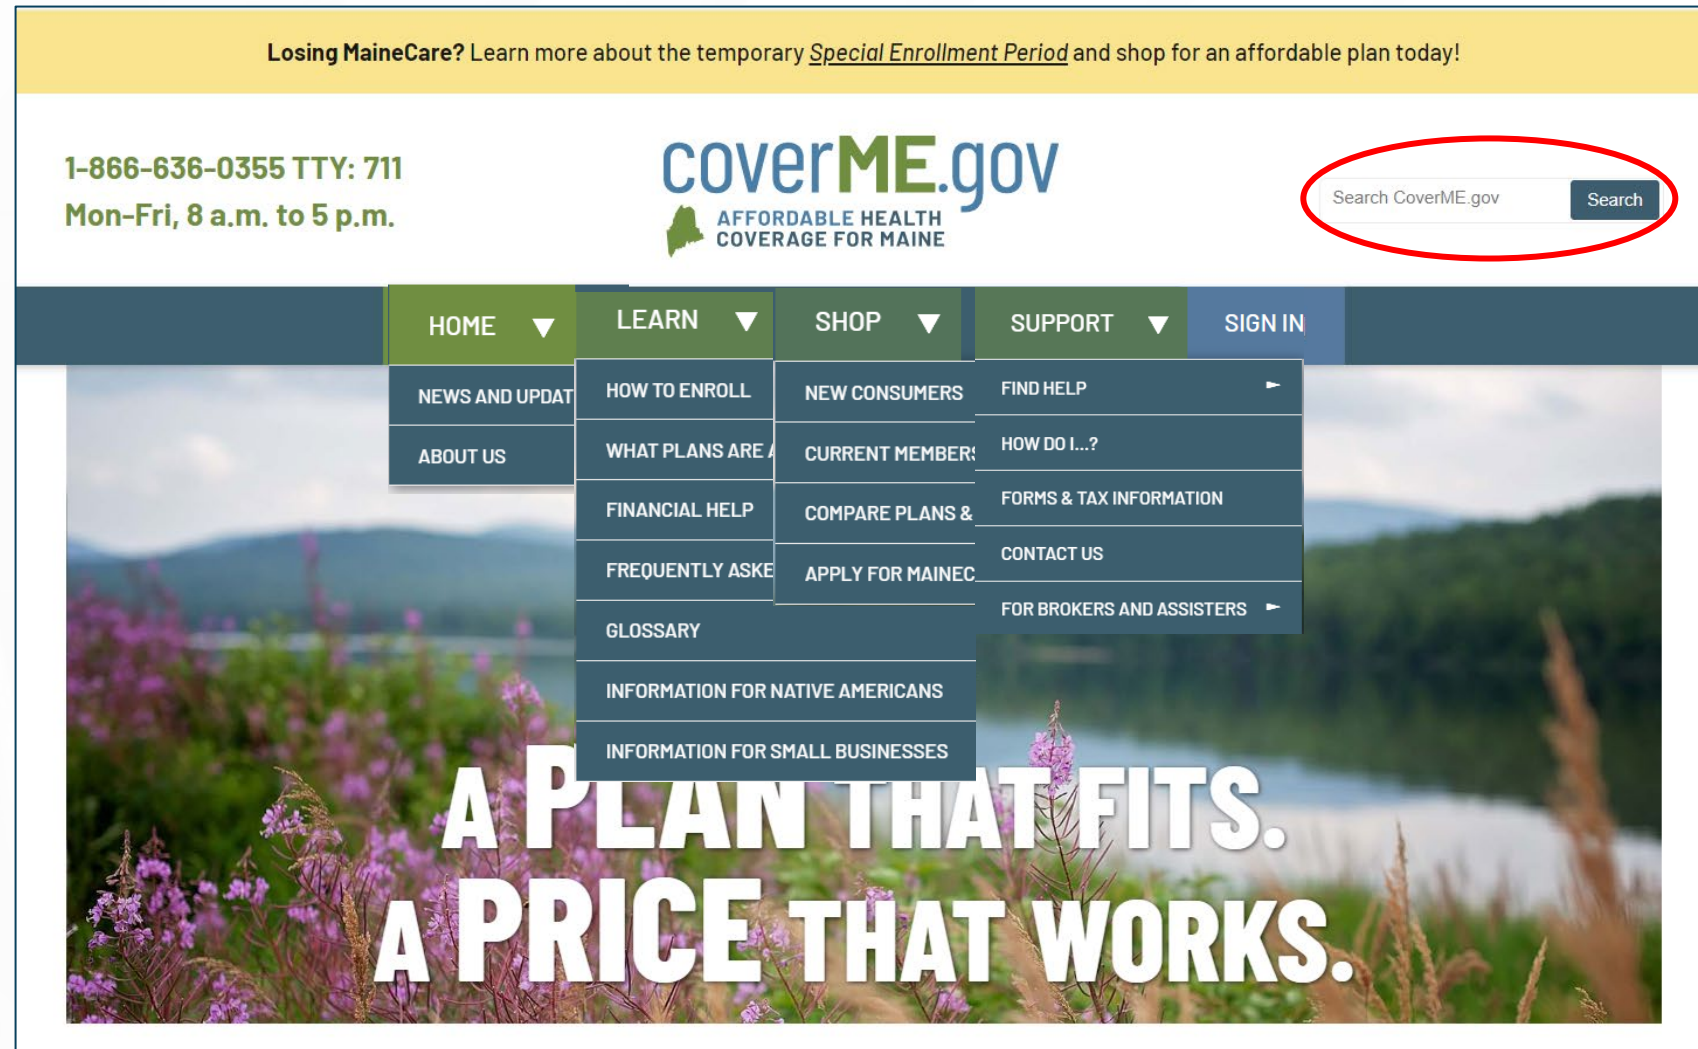 Losing MaineCare? Learn more about the temporary Special Enrollment Period and shop for an affordable plan today!
1-866-636-0355 TTY: 711
Mon-Fri, 8 a.m. to 5 p.m.
coverME.gov
AFFORDABLE HEALTH
COVERAGE FOR MAINE
Search CoverME.gov
Search
HOME
LEARN
SHOP
SUPPORT
SIGN IN
NEWS AND UPDAT
ABOUT US
HOW TO ENROLL
WHAT PLANS ARE
FINANCIAL HELP
FREQUENTLY ASKE
GLOSSARY
INFORMATION FOR NATIVE AMERICANS
INFORMATION FOR SMALL BUSINESSES
NEW CONSUMERS
CURRENT MEMBERS
COMPARE PLANS &
APPLY FOR MAINEC
FIND HELP
HOW DO I...?
FORMS & TAX INFORMATION
CONTACT US
FOR BROKERS AND ASSISTERS
A PLAN THAT FITS.
A PRICE THAT WORKS.